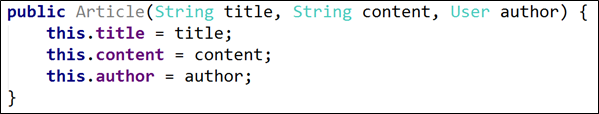 public Article(String title, String content, User author) {
    this.title = title;
    this.content = content;
    this.author = author;
}